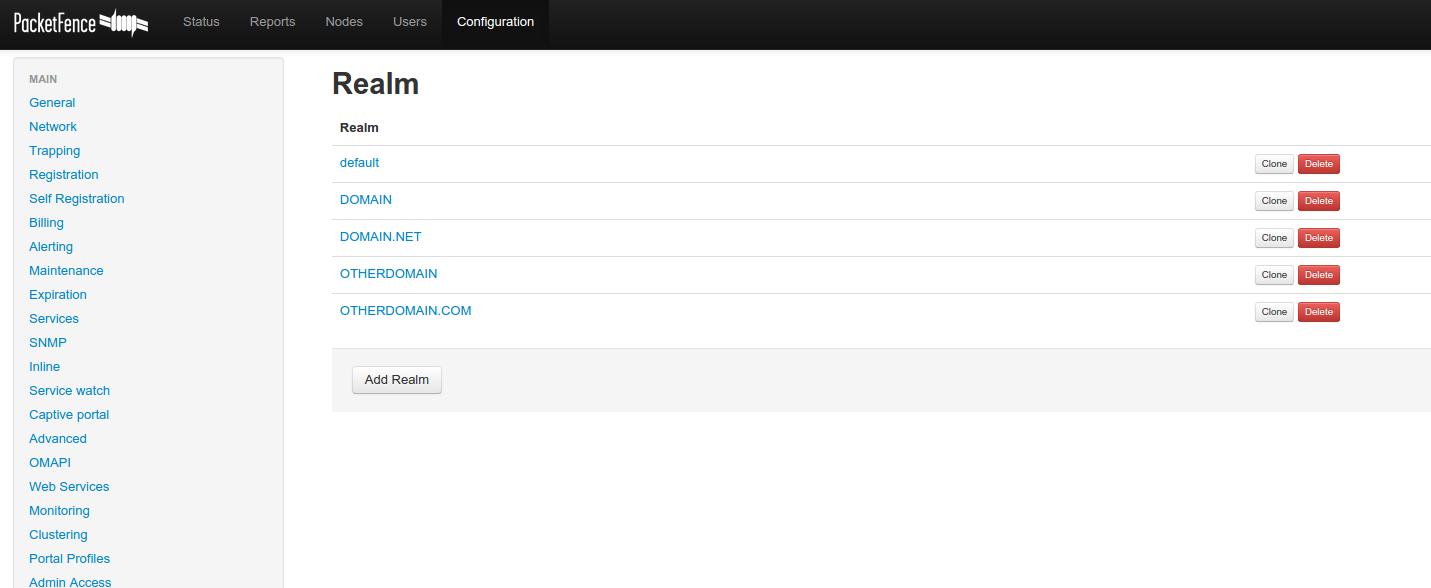 PacketFence
Status Reports Nodes Users Configuration
MAIN
General
Network
Trapping
Registration
Self Registration
Billing
Alerting
Maintenance
Expiration
Services
SNMP
Inline
Service watch
Captive portal
Advanced
OMAPI
Web Services
Monitoring
Clustering
Portal Profiles
Admin Access
Realm
Realm
default Clone Delete
DOMAIN Clone Delete
DOMAIN.NET Clone Delete
OTHERDOMAIN Clone Delete
OTHERDOMAIN.COM Clone Delete
Add Realm